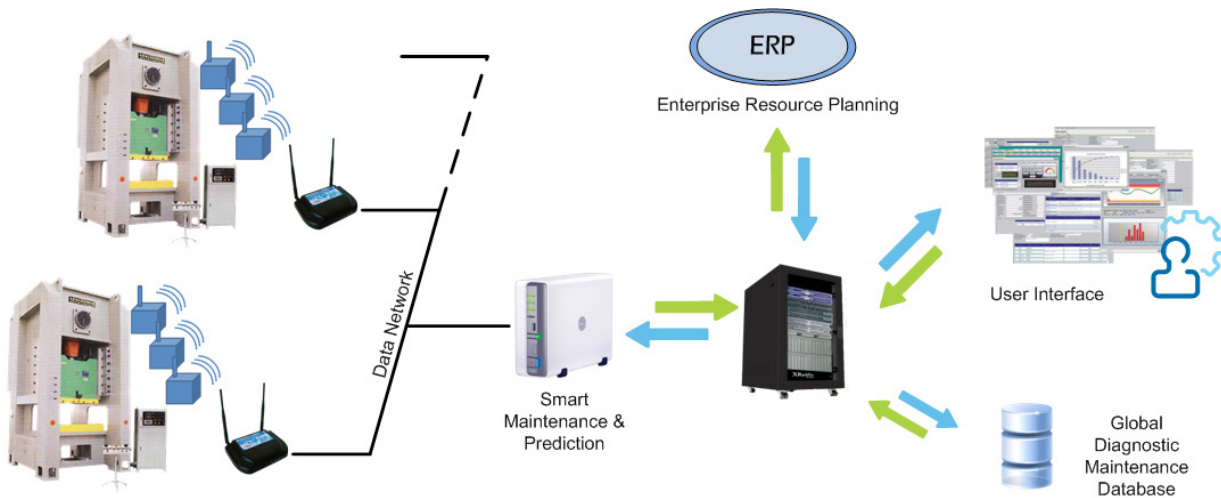 ERP
Enterprise Resource Planning
Data Network
User Interface
Smart
Maintenance &
Prediction
Global
Diagnostic
Maintenance
Database